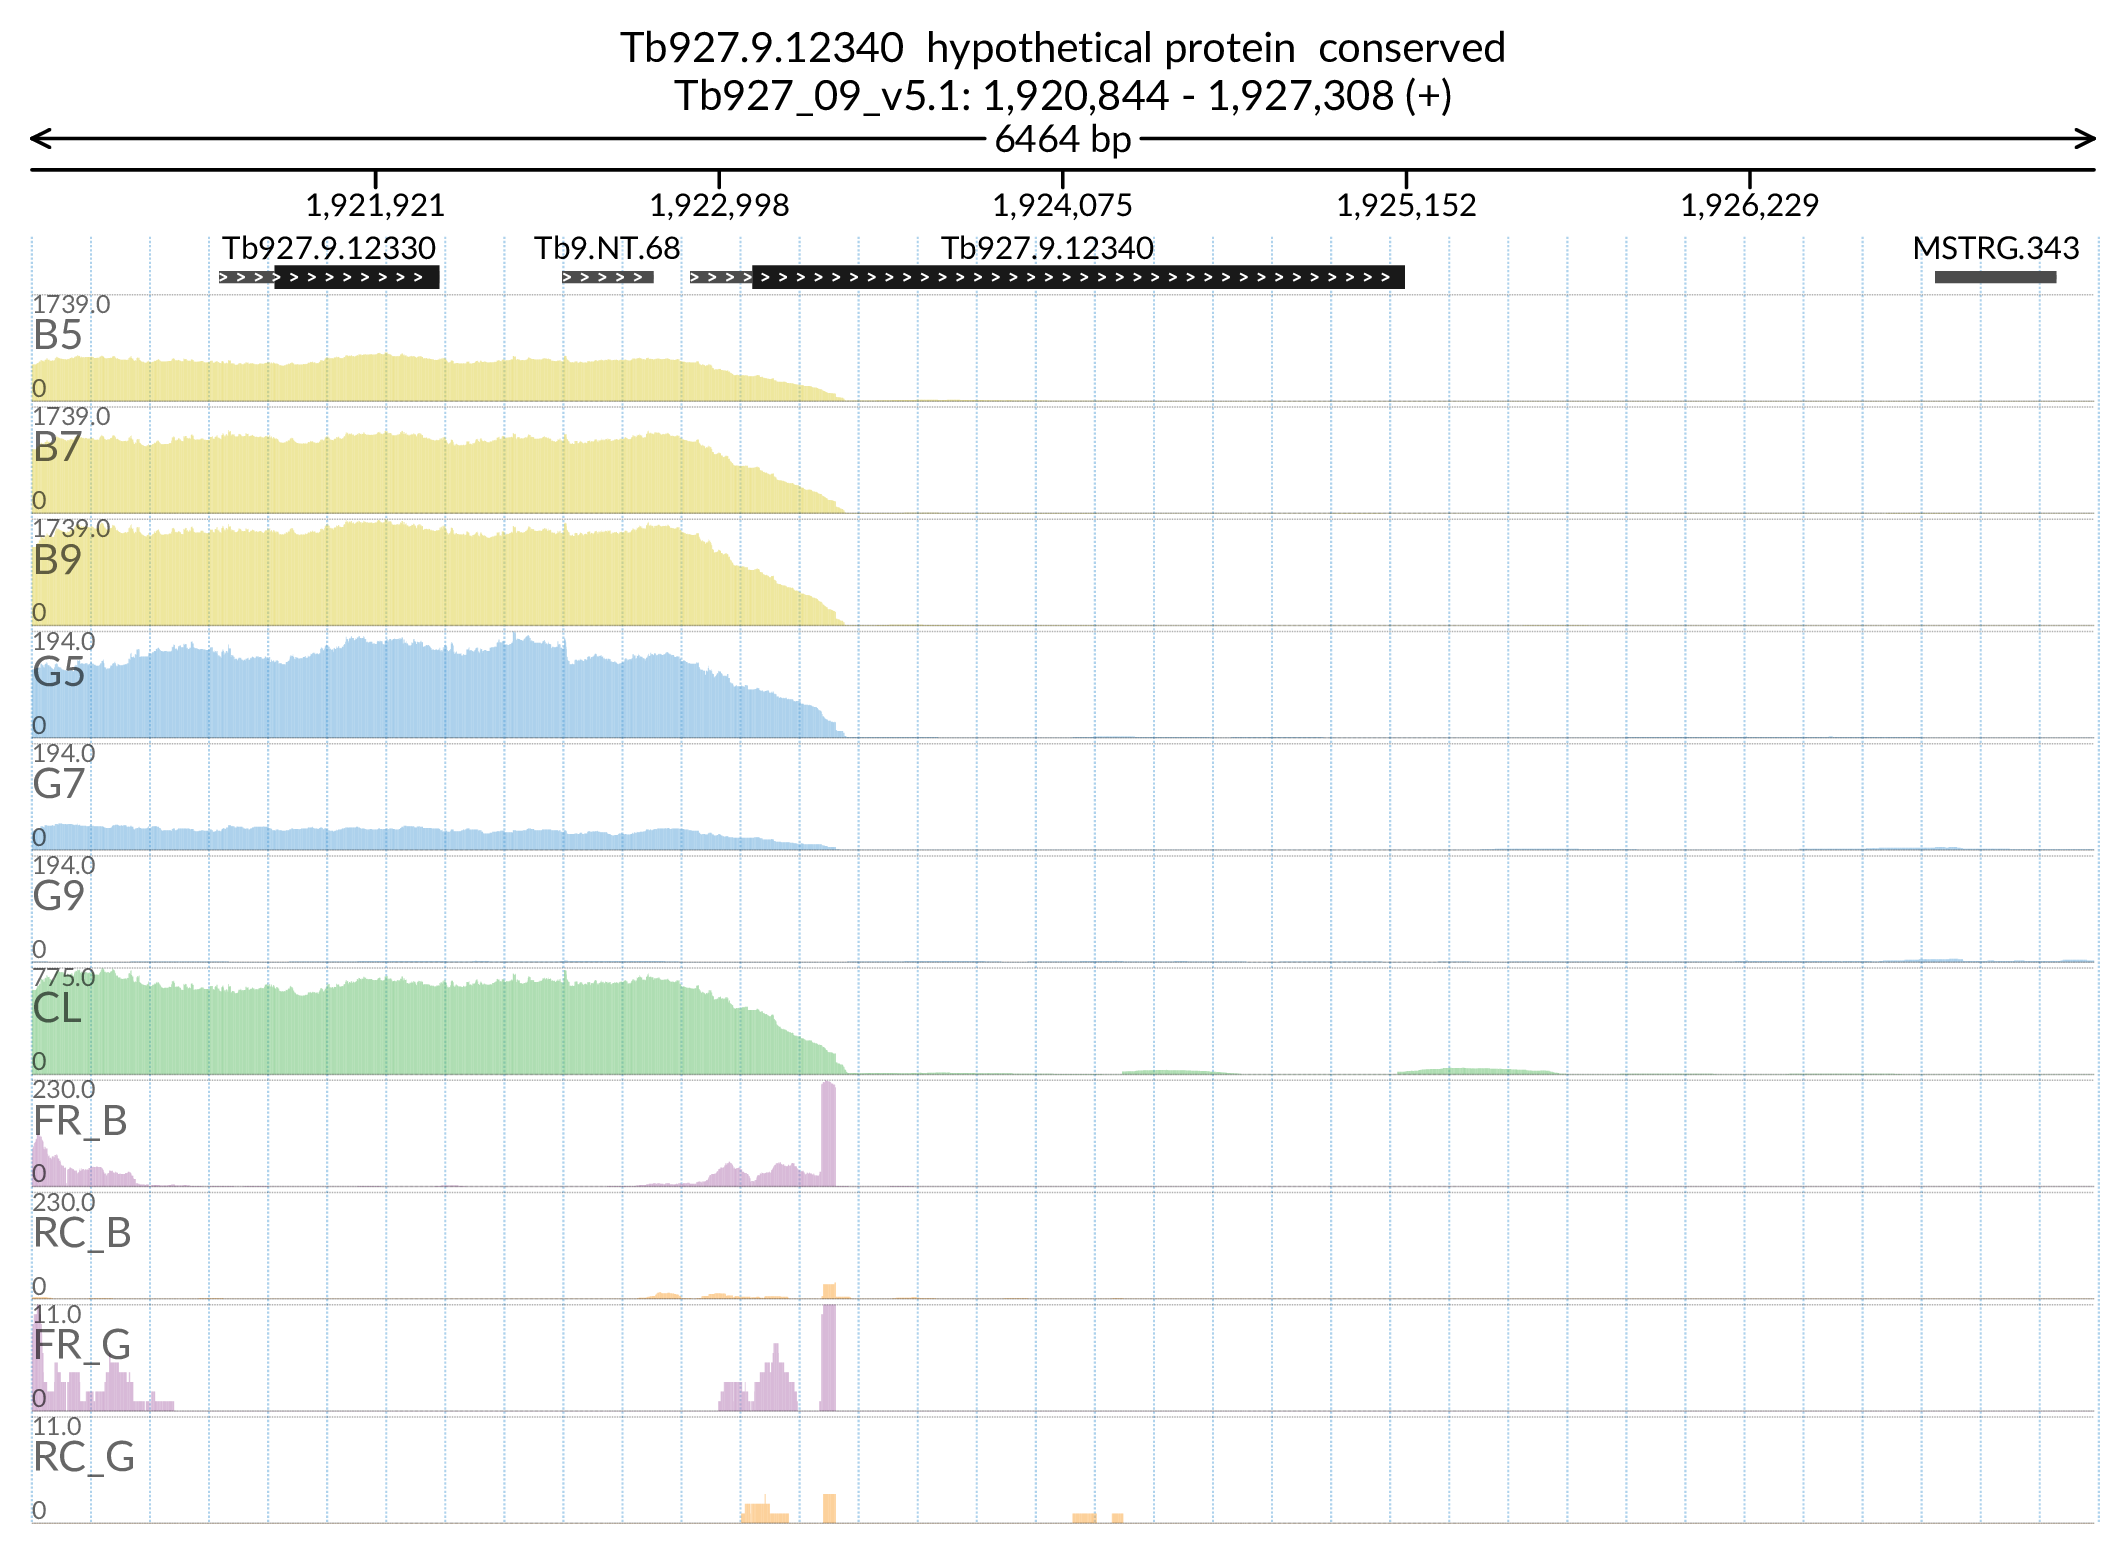 Tb927.9.12340  hypothetical protein  conserved
Tb927_09_v5.1: 1,920,844 - 1,927,308 (+)
6464 bp
1,921,921 1,922,998 1,924,075 1,925,152 1,926,229
Tb927.9.12330 Tb9.NT.68 Tb927.9.12340 MSTRG.343
1739.0
B5
0
1739.0
B7
0
1739.0
B9
0
194.0
G5
0
194.0
G7
0
194.0
G9
0
775.0
CL
0
230.0
FR_B
0
230.0
RC_B
0
11.0
FR_G
0
11.0
RC_G
0